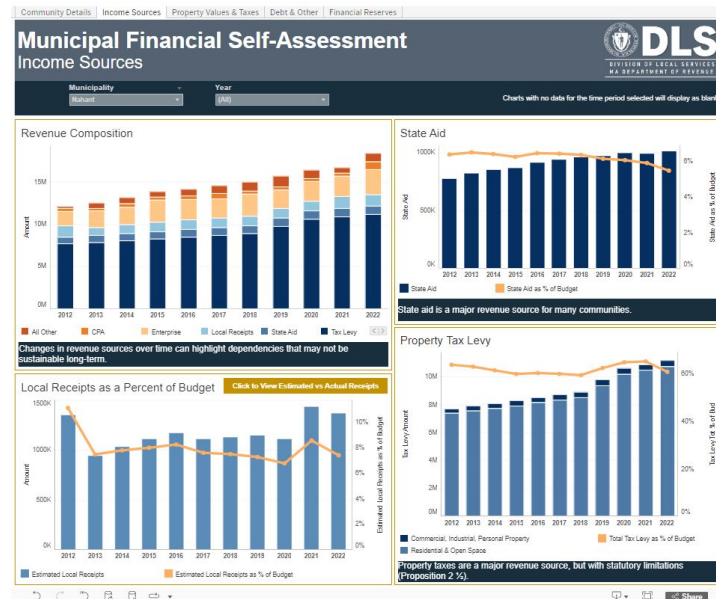 Community Details Income Sources Property Values & Taxes Debt & Other Financial Reserves
Municipal Financial Self-Assessment
Income Sources
DLS
DIVISION OF LOCAL SERVICES
MA DEPARTMENT OF REVENUE
Municipality
Nahant
Year
(All)
Charts with no data for the time period selected will display as blank
Revenue Composition
15M
10M
5M
0M
Amount
2012 2013 2014 2015 2016 2017 2018 2019 2020 2021 2022
All Other CPA Enterprise Local Receipts State Aid Tax Levy
Changes in revenue sources over time can highlight dependencies that may not be
sustainable long-term.
State Aid
1000K
500K
0K
State Aid
6%
4%
2%
0%
State Aid as % of Budget
2012 2013 2014 2015 2016 2017 2018 2019 2020 2021 2022
State Aid State Aid as % of Budget
State aid is a major revenue source for many communities.
Local Receipts as a Percent of Budget
Click to View Estimated vs Actual Receipts
1500K
1000K
500K
0K
Amount
10%
8%
6%
4%
2%
0%
Estimated Local Receipts as % of Budget
2012 2013 2014 2015 2016 2017 2018 2019 2020 2021 2022
Estimated Local Receipts Estimated Local Receipts as % of Budget
Property Tax Levy
10M
8M
6M
4M
2M
0M
Tax Levy Amount
60%
40%
20%
0%
Tax Levy Tot % of Bud
2012 2013 2014 2015 2016 2017 2018 2019 2020 2021 2022
Commercial, Industrial, Personal Property Total Tax Levy as % of Budget
Residential & Open Space
Property taxes are a major revenue source, but with statutory limitations
(Proposition 2 ½).
Share